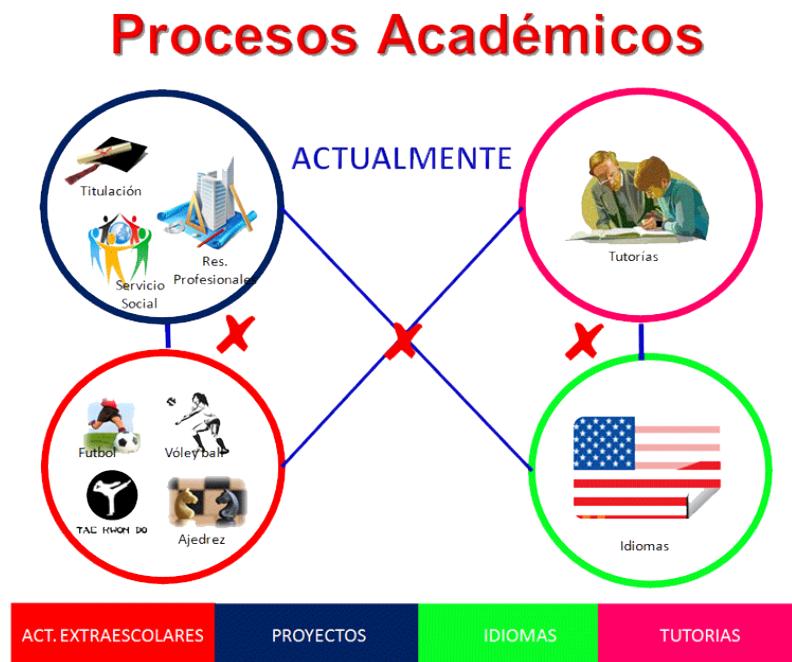 Procesos Académicos
ACTUALMENTE
Titulación
Res.
Profesionales
Servicio
Social
Tutorías
Futbol
Vóley ball
TAE KWON DO
Ajedrez
Idiomas
ACT. EXTRAESCOLARES
PROYECTOS
IDIOMAS
TUTORIAS